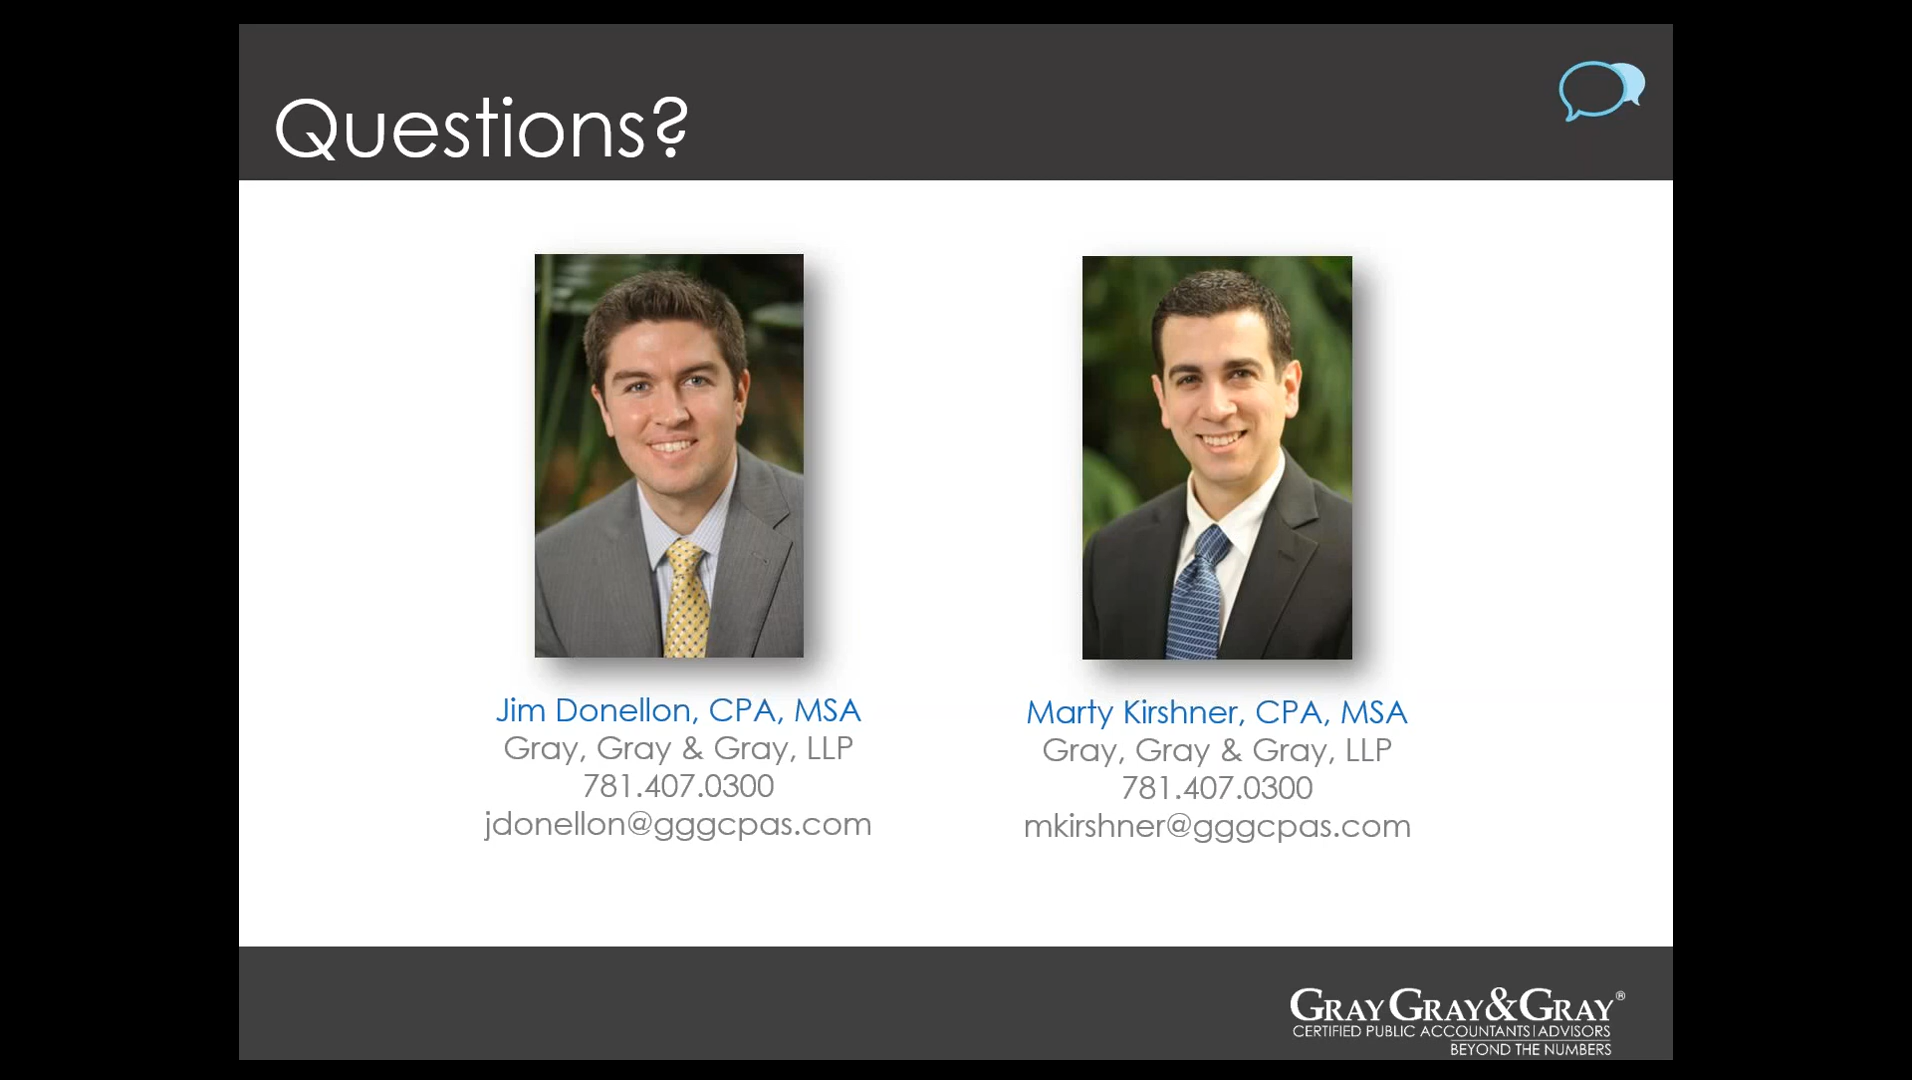 Questions?
Jim Donellon, CPA, MSA
Gray, Gray & Gray, LLP
781.407.0300
jdonellon@gggcpas.com
Marty Kirshner, CPA, MSA
Gray, Gray & Gray, LLP
781.407.0300
mkirshner@gggcpas.com
GRAY GRAY & GRAY®
CERTIFIED PUBLIC ACCOUNTANTS | ADVISORS
BEYOND THE NUMBERS